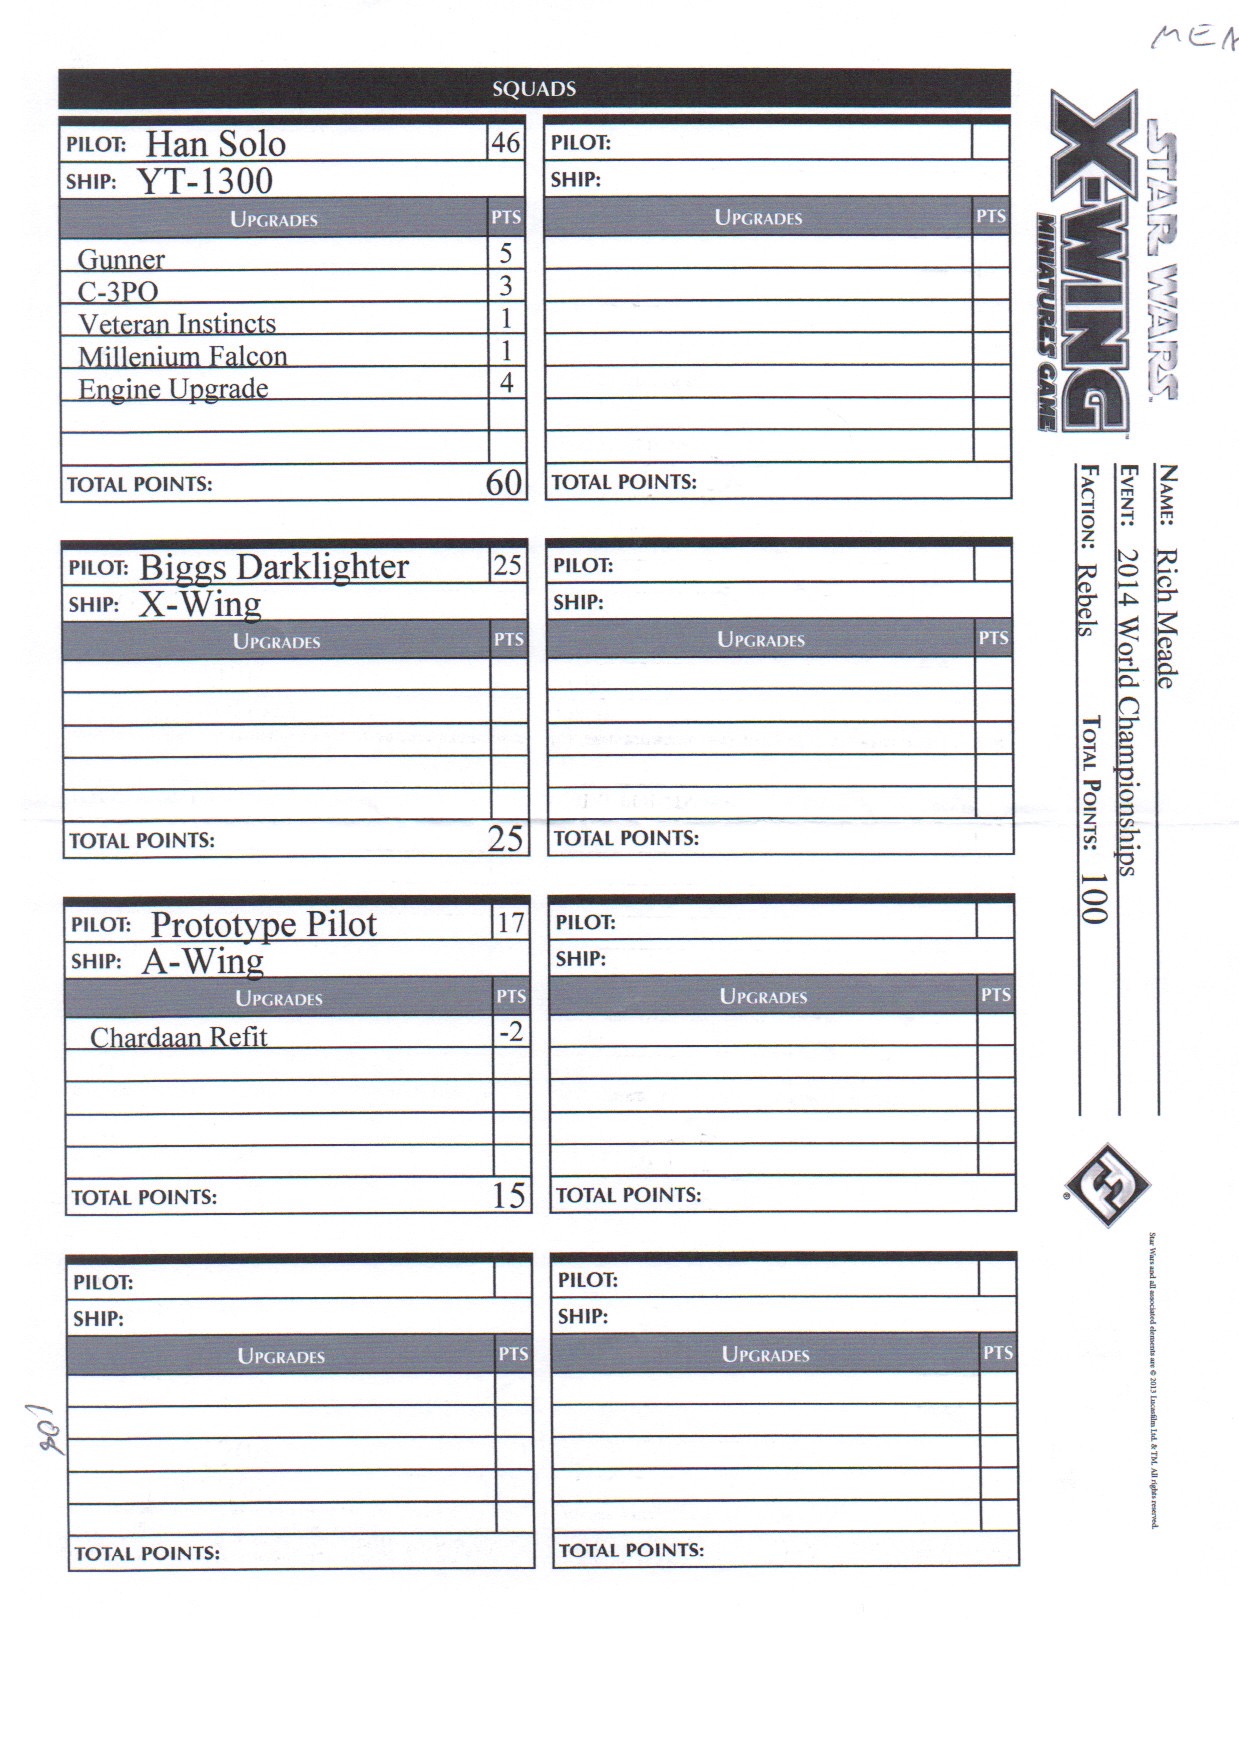 MEA
SQUADS
PILOT: Han Solo 46
SHIP: YT-1300
UPGRADES PTS
Gunner 5
C-3PO 3
Veteran Instincts 1
Millenium Falcon 1
Engine Upgrade 4
TOTAL POINTS: 60
PILOT:
SHIP:
UPGRADES PTS
TOTAL POINTS:
PILOT: Biggs Darklighter 25
SHIP: X-Wing
UPGRADES PTS
TOTAL POINTS: 25
PILOT:
SHIP:
UPGRADES PTS
TOTAL POINTS:
PILOT: Prototype Pilot 17
SHIP: A-Wing
UPGRADES PTS
Chardaan Refit -2
TOTAL POINTS: 15
PILOT:
SHIP:
UPGRADES PTS
TOTAL POINTS:
PILOT:
SHIP:
UPGRADES PTS
TOTAL POINTS:
PILOT:
SHIP:
UPGRADES PTS
TOTAL POINTS:
STAR WARS™
X-WING™
MINIATURES GAME
NAME: Rich Meade
EVENT: 2014 World Championships
FACTION: Rebels TOTAL POINTS: 100
®
Star Wars and all associated elements are © 2013 Lucasfilm Ltd. & TM. All rights reserved.